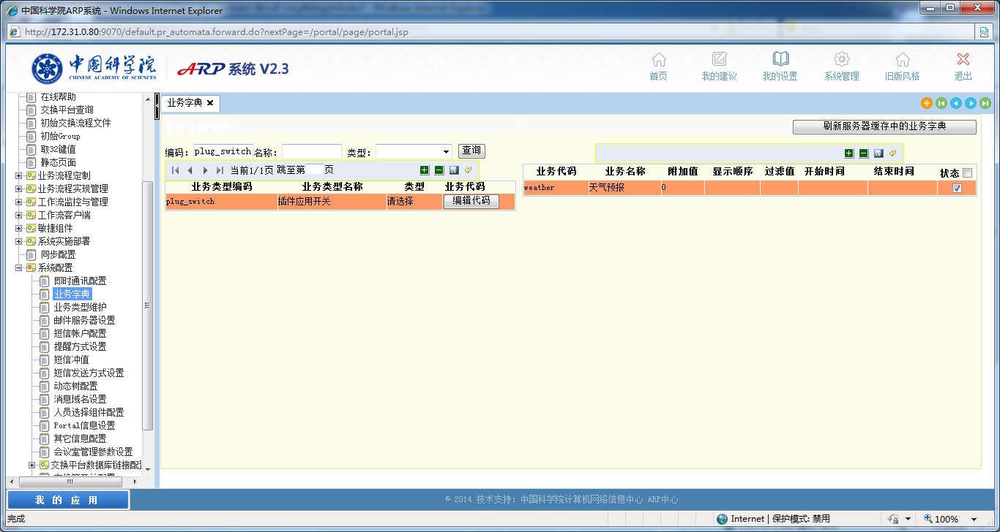 中国科学院ARP系统 - Windows Internet Explorer
http://172.31.0.80:9070/default.pr_automata.forward.do?nextPage=/portal/page/portal.jsp
中国科学院
CHINESE ACADEMY OF SCIENCES
ARP 系统 V2.3
首页
我的建议
我的设置
系统管理
旧版风格
退出
在线帮助
交换平台查询
初始交换流程文件
初始Group
取32键值
静态页面
业务流程定制
业务流程实现管理
工作流监控与管理
工作流客户端
敏捷组件
系统实施部署
同步配置
系统配置
即时通讯配置
业务字典
业务类型维护
邮件服务器设置
短信帐户配置
提醒方式设置
短信冲值
短信发送方式设置
动态树配置
消息域名设置
人员选择组件配置
Portal信息设置
其它信息配置
会议室管理参数设置
交换平台数据库链接配
业务字典
业务字典维护
刷新服务器缓存中的业务字典
编码: plug_switch 名称: 类型: 查询
当前1/1页 跳至第 页
业务类型编码 业务类型名称 类型 业务代码
plug_switch 插件应用开关 请选择 编辑代码
业务代码 业务名称 附加值 显示顺序 过滤值 开始时间 结束时间 状态
weather 天气预报 0
我 的 应 用
© 2014 技术支持: 中国科学院计算机网络信息中心 ARP中心
完成
Internet | 保护模式: 禁用
100%